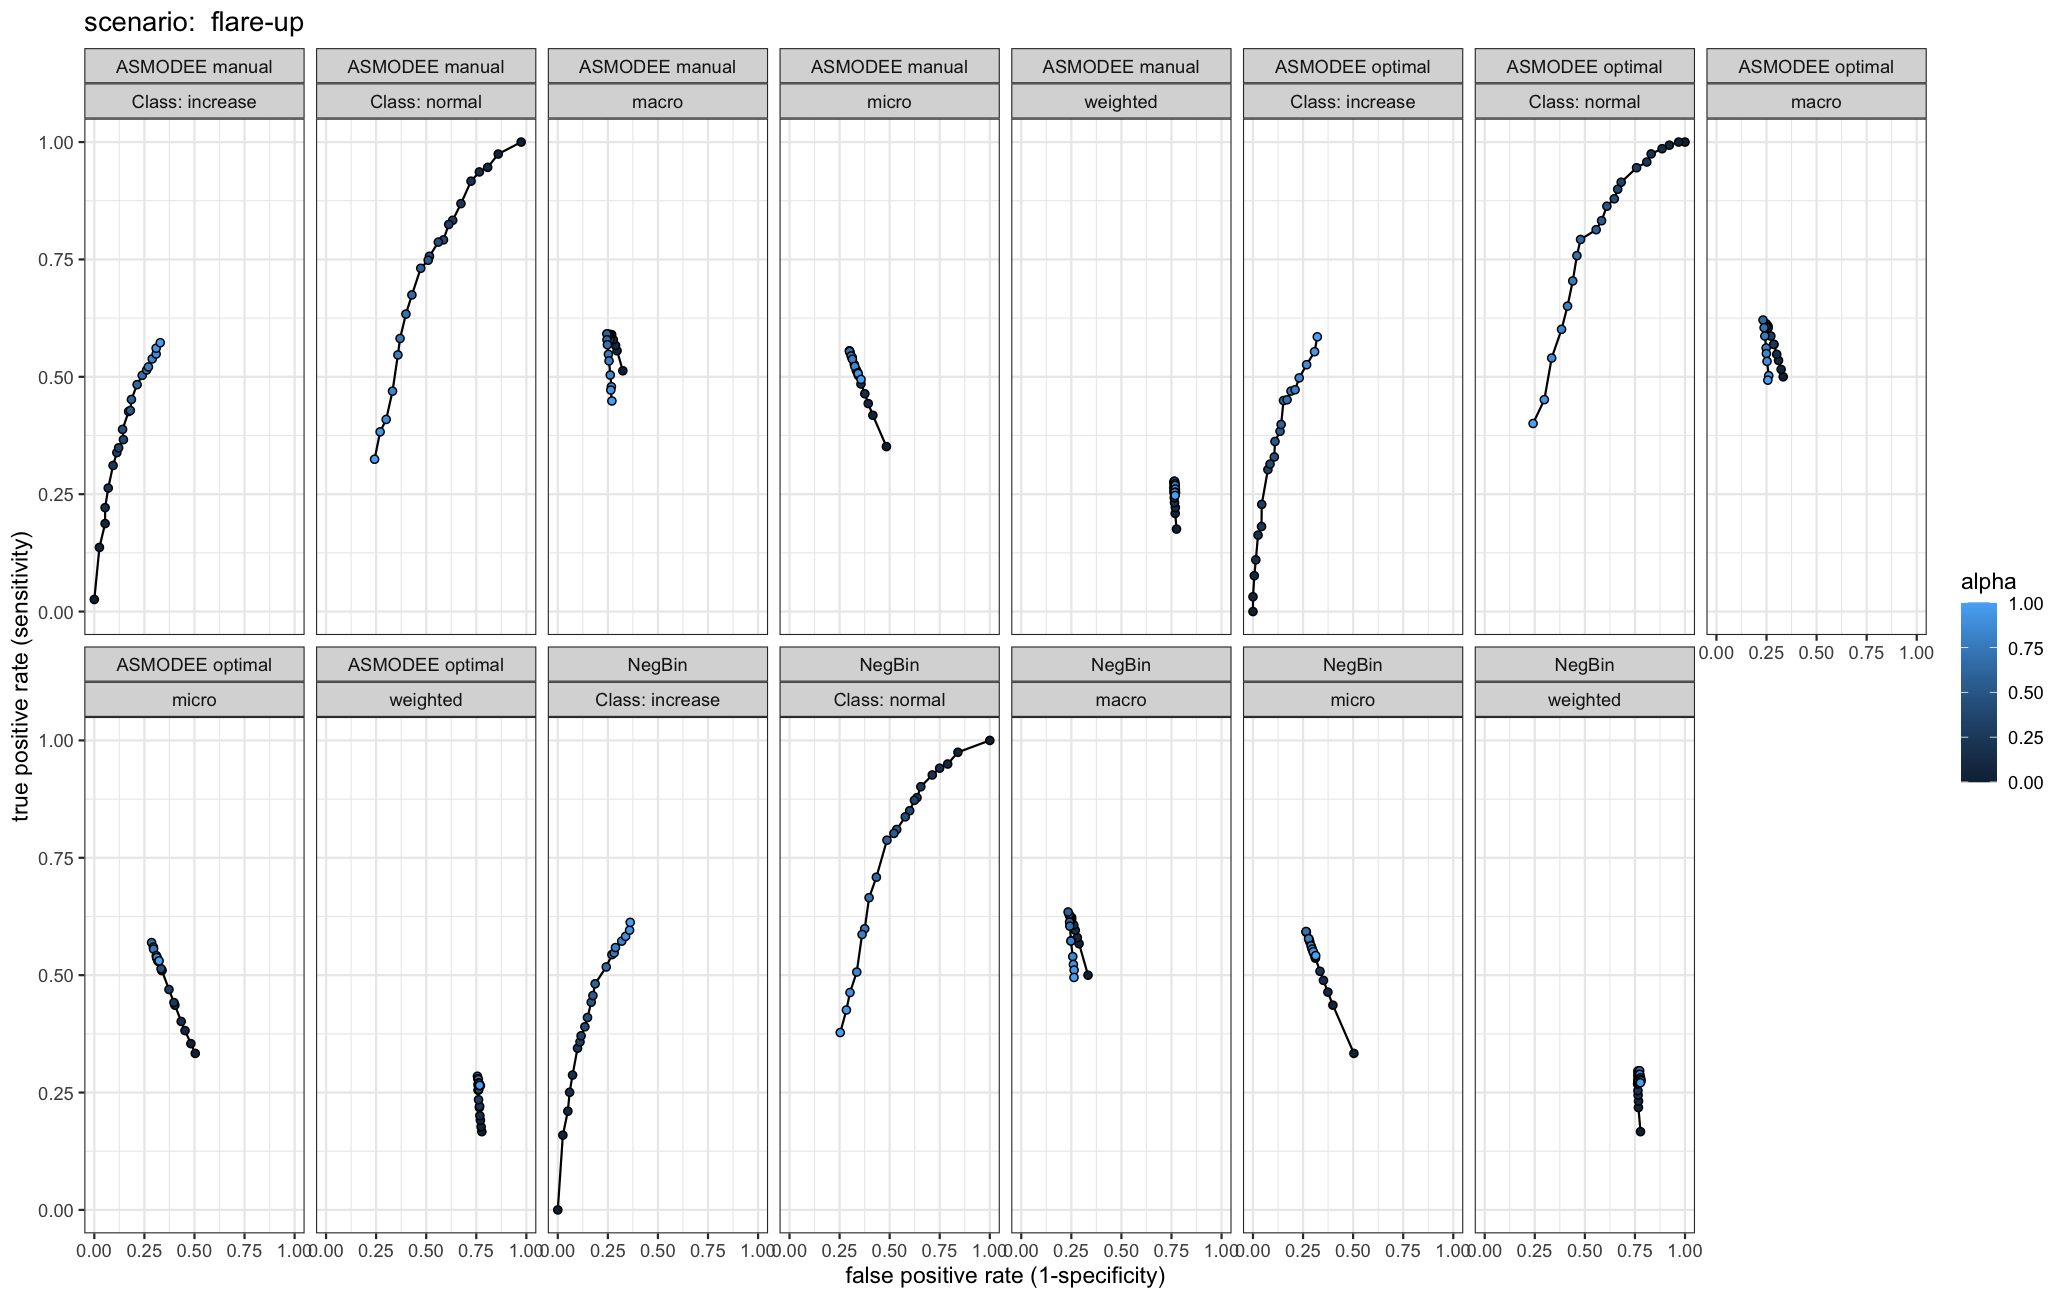 scenario:  flare-up
ASMODEE manual ASMODEE manual ASMODEE manual ASMODEE manual ASMODEE manual ASMODEE optimal ASMODEE optimal ASMODEE optimal
Class: increase Class: normal macro micro weighted Class: increase Class: normal macro
1.00
0.75
0.50
0.25
0.00
0.00 0.25 0.50 0.75 1.00
ASMODEE optimal ASMODEE optimal NegBin NegBin NegBin NegBin NegBin
micro weighted Class: increase Class: normal macro micro weighted
1.00
0.75
0.50
0.25
0.00
0.00 0.25 0.50 0.75 1.00 0.00 0.25 0.50 0.75 1.00 0.00 0.25 0.50 0.75 1.00 0.00 0.25 0.50 0.75 1.00 0.00 0.25 0.50 0.75 1.00 0.00 0.25 0.50 0.75 1.00 0.00 0.25 0.50 0.75 1.00
false positive rate (1-specificity)
true positive rate (sensitivity)
alpha
1.00
0.75
0.50
0.25
0.00